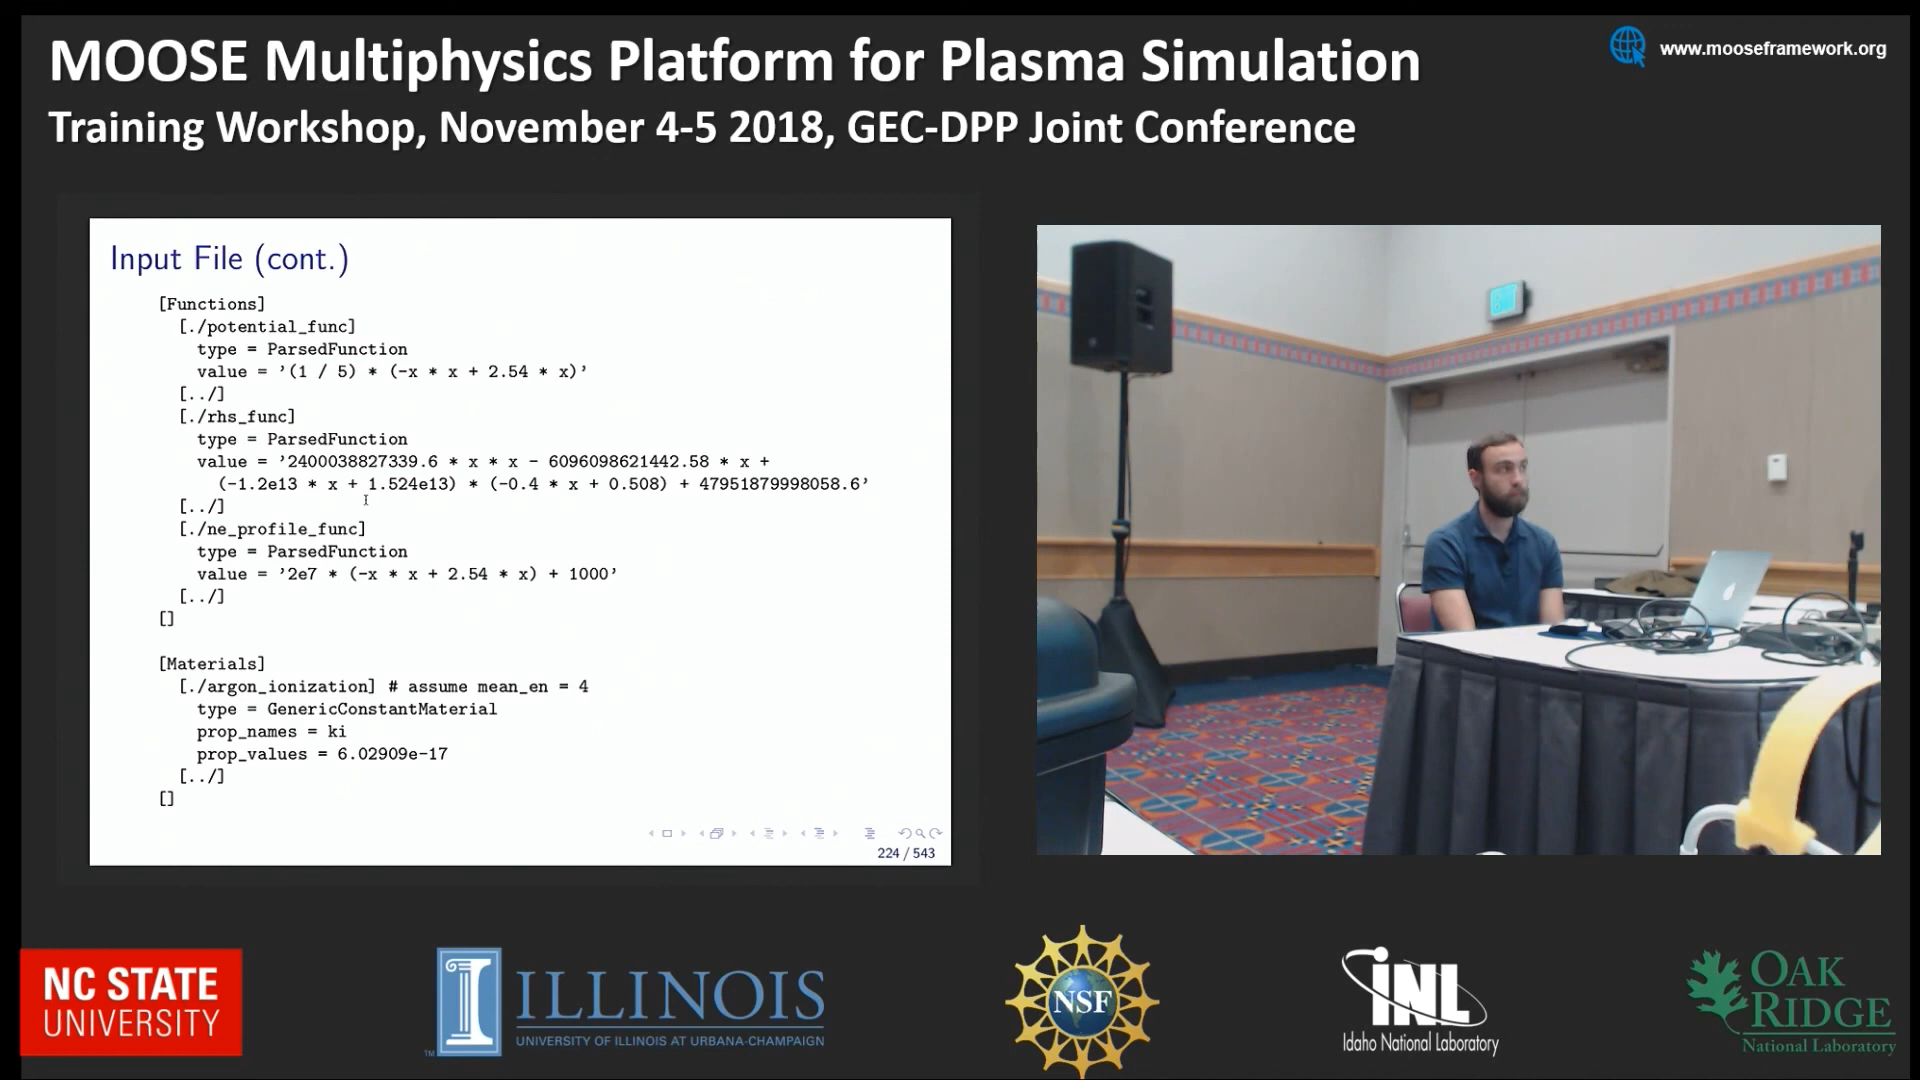 MOOSE Multiphysics Platform for Plasma Simulation
www.mooseframework.org
Training Workshop, November 4-5 2018, GEC-DPP Joint Conference
Input File (cont.)
[Functions]
[./potential_func]
type = ParsedFunction
value = '(1 / 5) * (-x * x + 2.54 * x)'
[../]
[./rhs_func]
type = ParsedFunction
value = '2400038827339.6 * x * x - 6096098621442.58 * x +
(-1.2e13 * x + 1.524e13) * (-0.4 * x + 0.508) + 47951879998058.6'
[../]
[./ne_profile_func]
type = ParsedFunction
value = '2e7 * (-x * x + 2.54 * x) + 1000'
[../]
[]
[Materials]
[./argon_ionization] # assume mean_en = 4
type = GenericConstantMaterial
prop_names = ki
prop_values = 6.02909e-17
[../]
[]
224 / 543
EXIT
NC STATE
UNIVERSITY
I ILLINOIS
UNIVERSITY OF ILLINOIS AT URBANA-CHAMPAIGN
TM
NSF
INL
Idaho National Laboratory
OAK
RIDGE
National Laboratory